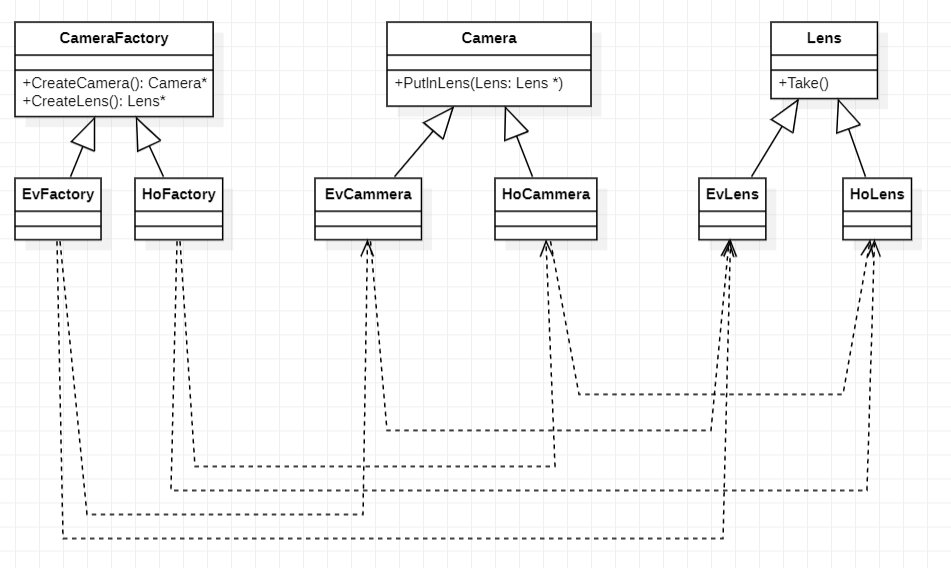 CameraFactory
+CreateCamera(): Camera*
+CreateLens(): Lens*
Camera
+PutInLens(Lens: Lens *)
Lens
+Take()
EvFactory
HoFactory
EvCammera
HoCammera
EvLens
HoLens